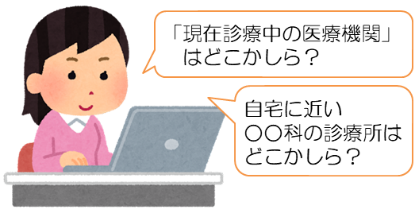 「現在診療中の医療機関」
はどこかしら？
自宅に近い
〇〇科の診療所は
どこかしら？